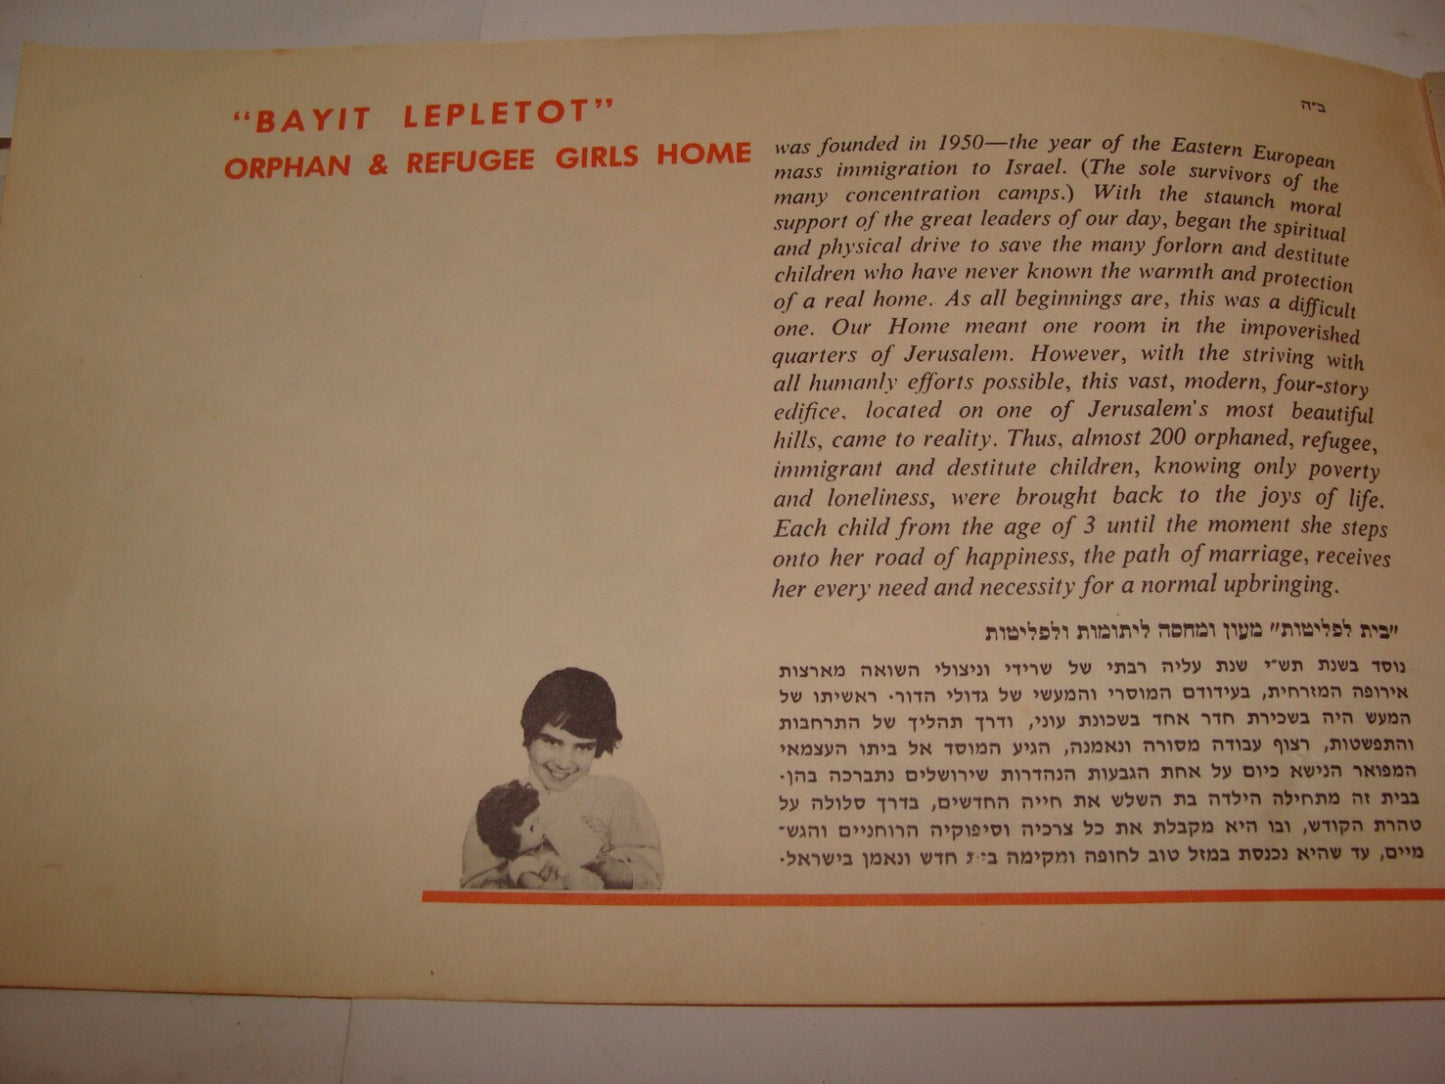 ב״ה
"BAYIT LEPLETOT"
ORPHAN & REFUGEE GIRLS HOME
was founded in 1950—the year of the Eastern European
mass immigration to Israel. (The sole survivors of the
many concentration camps.) With the staunch moral
support of the great leaders of our day, began the spiritual
and physical drive to save the many forlorn and destitute
children who have never known the warmth and protection
of a real home. As all beginnings are, this was a difficult
one. Our Home meant one room in the impoverished
quarters of Jerusalem. However, with the striving with
all humanly efforts possible, this vast, modern, four-story
edifice, located on one of Jerusalem's most beautiful
hills, came to reality. Thus, almost 200 orphaned, refugee,
immigrant and destitute children, knowing only poverty
and loneliness, were brought back to the joys of life.
Each child from the age of 3 until the moment she steps
onto her road of happiness, the path of marriage, receives
her every need and necessity for a normal upbringing.
"בית לפליטות" מעון ומחסה ליתומות ולפליטות
נוסד בשנת תש״י שנת עליה רבתי של שרידי וניצולי השואה מארצות
אירופה המזרחית, בעידודם המוסרי והמעשי של גדולי הדור. ראשיתו של
המעש היה בשכירת חדר אחד בשכונת עוני, ודרך תהליך של התרחבות
והתפשטות, רצוף עבודה מסורה ונאמנה, הגיע המוסד אל ביתו העצמאי
המפואר הנישא כיום על אחת הגבעות הנהדרות שירושלים נתברכה בהן.
בבית זה מתחילה הילדה בת השלש את חייה החדשים, בדרך סלולה על
טהרת הקודש, ובו היא מקבלת את כל צרכיה וסיפוקיה הרוחניים והגש־
מיים, עד שהיא נכנסת במזל טוב לחופה ומקימה בית חדש ונאמן בישראל.